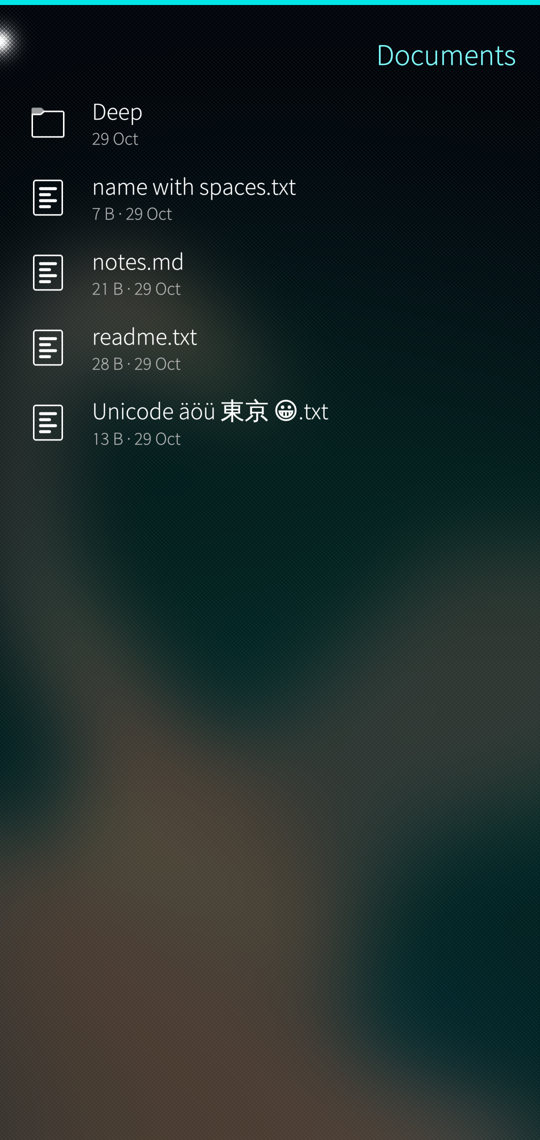 Documents
Deep
29 Oct
name with spaces.txt
7 B · 29 Oct
notes.md
21 B · 29 Oct
readme.txt
28 B · 29 Oct
Unicode äöü 東京 😀.txt
13 B · 29 Oct